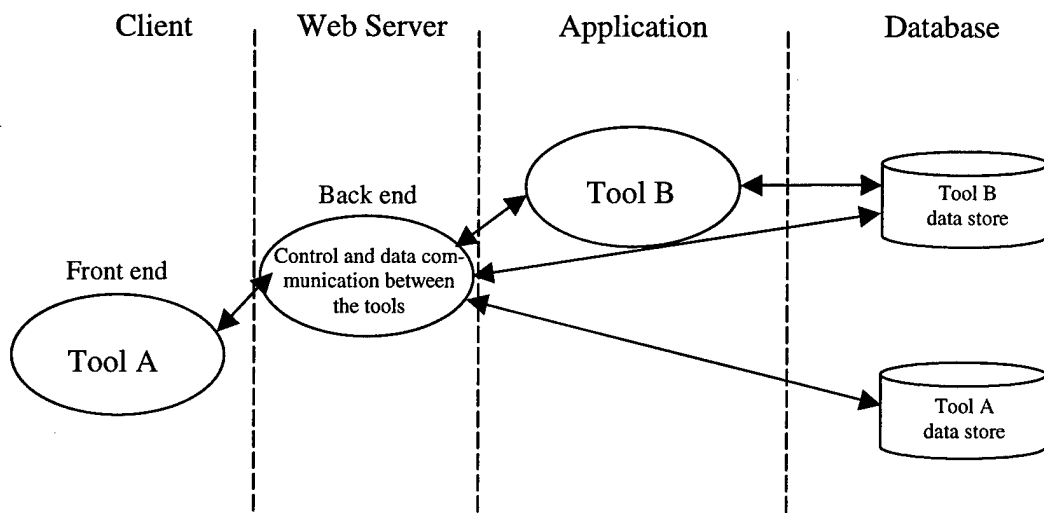 Client
Web Server
Application
Database
Back end
Control and data com-
munication between
the tools
Front end
Tool A
Tool B
Tool B
data store
Tool A
data store